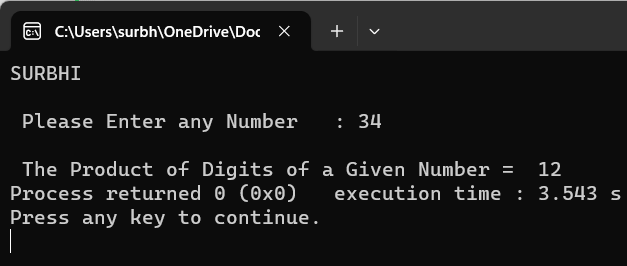 C:\Users\surbh\OneDrive\Doc
SURBHI
Please Enter any Number   : 34
The Product of Digits of a Given Number =  12
Process returned 0 (0x0)   execution time : 3.543 s
Press any key to continue.